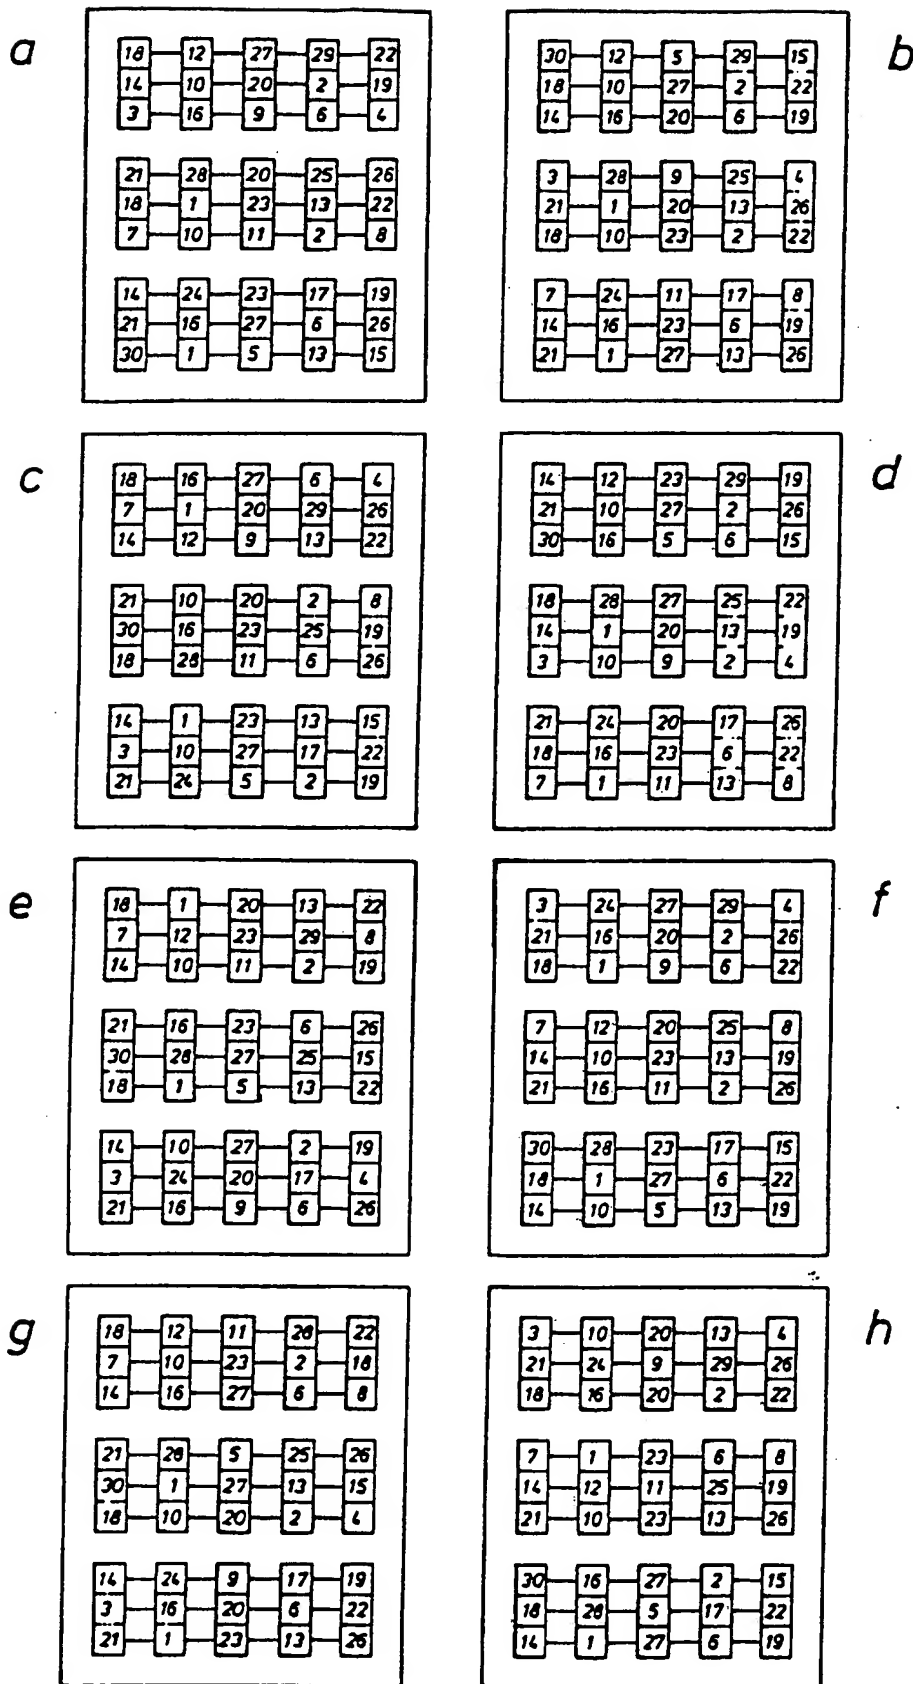 a
18 12 27 29 22
14 10 20 2 19
3 16 9 6 4
21 28 20 25 26
18 1 23 13 22
7 10 11 2 8
14 24 23 17 19
21 16 27 6 26
30 1 5 13 15
b
30 12 5 29 15
18 10 27 2 22
14 16 20 6 19
3 28 9 25 4
21 1 20 13 26
18 10 23 2 22
7 24 11 17 8
14 16 23 6 19
21 1 27 13 26
c
18 16 27 6 4
7 1 20 29 26
14 12 9 13 22
21 10 20 2 8
30 16 23 25 19
18 28 11 6 26
14 1 23 13 15
3 10 27 17 22
21 24 5 2 19
d
14 12 23 29 19
21 10 27 2 26
30 16 5 6 15
18 28 27 25 22
14 1 20 13 19
3 10 9 2 4
21 24 20 17 26
18 16 23 6 22
7 1 11 13 8
e
18 1 20 13 22
7 12 23 29 8
14 10 11 2 19
21 16 23 6 26
30 28 27 25 15
18 1 5 13 22
14 10 27 2 19
3 24 20 17 4
21 16 9 6 26
f
3 24 27 29 4
21 16 20 2 26
18 1 9 6 22
7 12 20 25 8
14 10 23 13 19
21 16 11 2 26
30 28 23 17 15
18 1 27 6 22
14 10 5 13 19
g
18 12 11 28 22
7 10 23 2 18
14 16 27 6 8
21 28 5 25 26
30 1 27 13 15
18 10 20 2 4
14 24 9 17 19
3 16 20 6 22
21 1 23 13 26
h
3 10 20 13 4
21 24 9 29 26
18 16 20 2 22
7 1 23 6 8
14 12 11 25 19
21 10 23 13 26
30 16 27 2 15
18 28 5 17 22
14 1 27 6 19